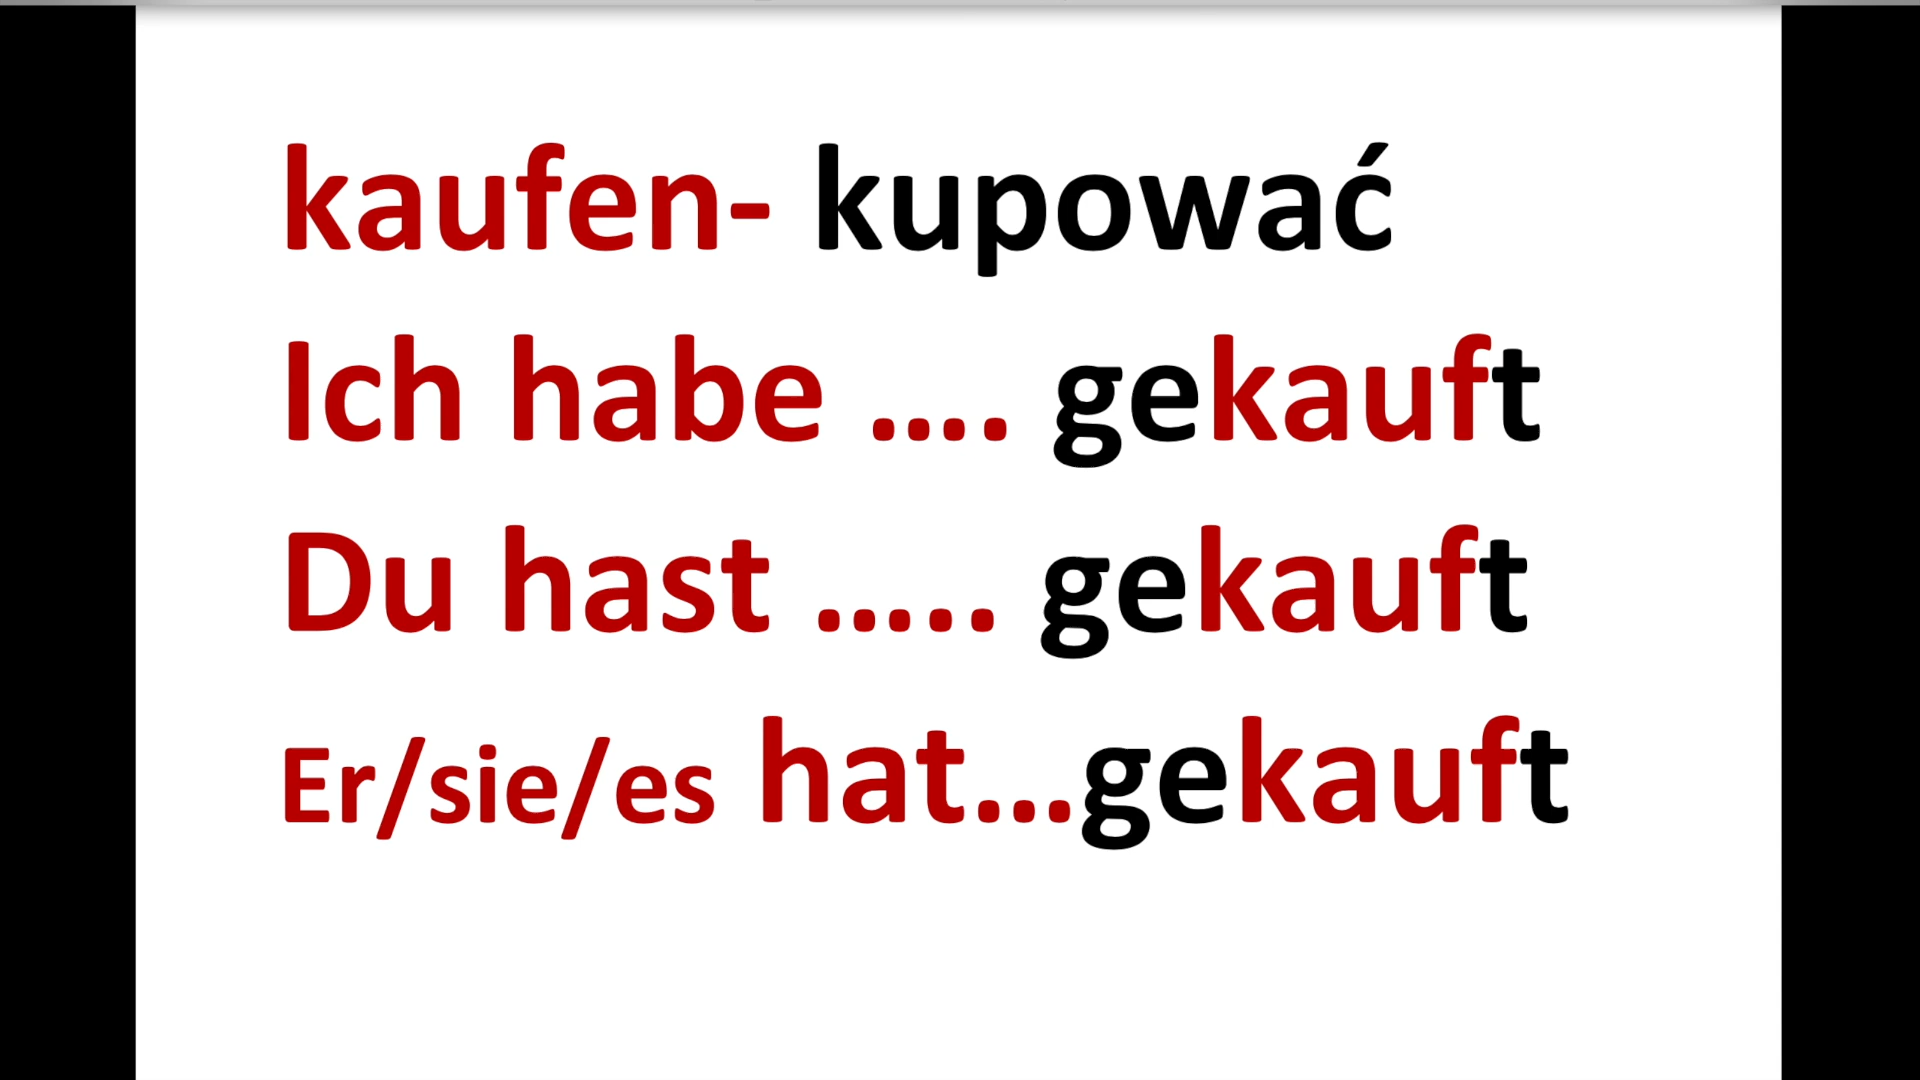 kaufen- kupować
Ich habe .... gekauft
Du hast ..... gekauft
Er/sie/es hat...gekauft